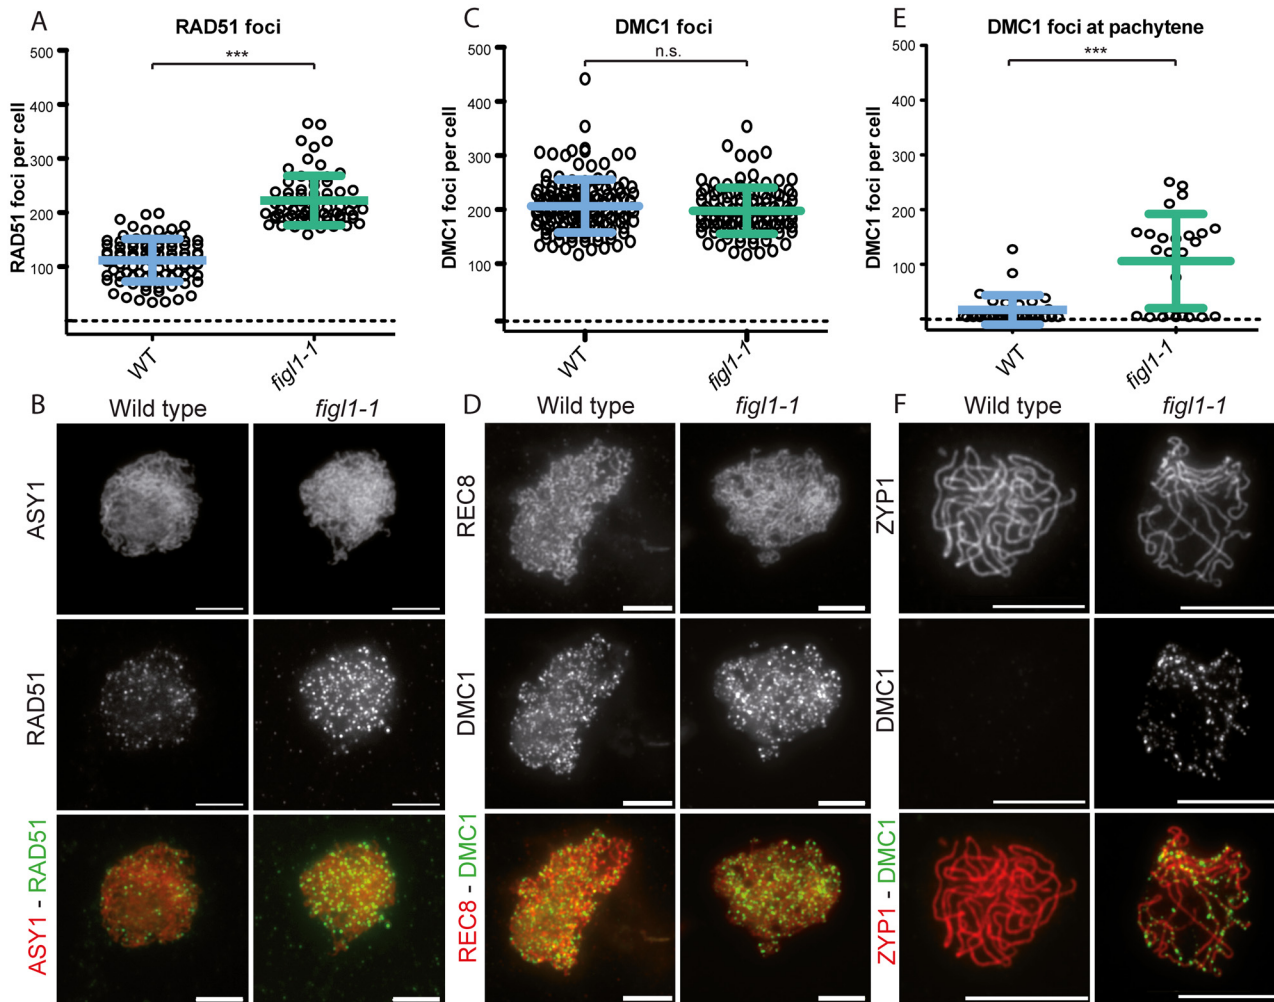 A
RAD51 foci
RAD51 foci per cell
500
400
300
200
100
***
WT
figl1-1
C
DMC1 foci
DMC1 foci per cell
500
400
300
200
100
n.s.
WT
figl1-1
E
DMC1 foci at pachytene
DMC1 foci per cell
500
400
300
200
100
***
WT
figl1-1
B
Wild type
figl1-1
ASY1
RAD51
ASY1 - RAD51
D
Wild type
figl1-1
REC8
DMC1
REC8 - DMC1
F
Wild type
figl1-1
ZYP1
DMC1
ZYP1 - DMC1